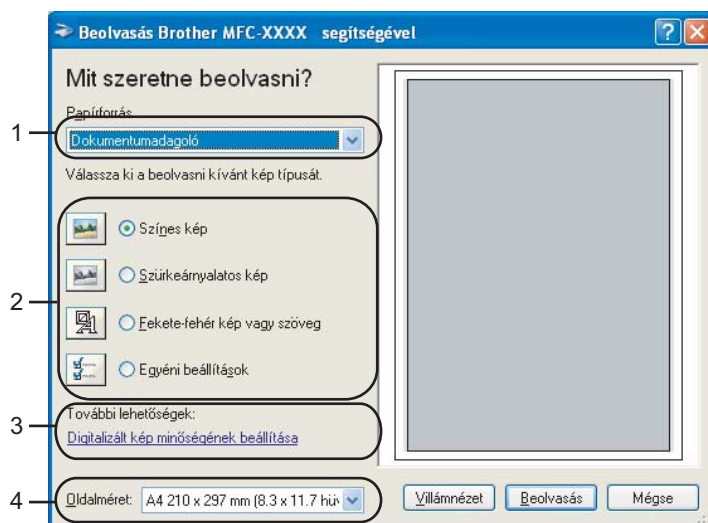 Beolvasás Brother MFC-XXXX segítségével
Mit szeretne beolvasni?
Papírforrás
1
Dokumentumadagoló
Válassza ki a beolvasni kívánt kép típusát.
Színes kép
Szürkeárnyalatos kép
2
Fekete-fehér kép vagy szöveg
Egyéni beállítások
További lehetőségek:
3
Digitalizált kép minőségének beállítása
4
Oldalméret: A4 210 x 297 mm (8.3 x 11.7 hüv
Villámnézet Beolvasás Mégse